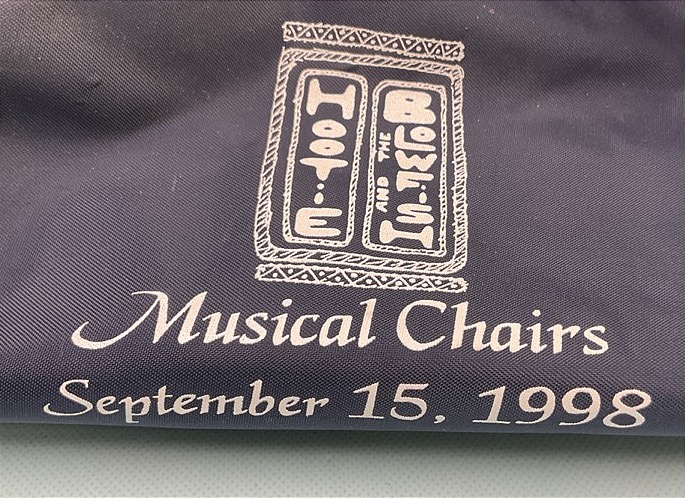 HOOTIE
AND THE
BLOWFISH
Musical Chairs
September 15, 1998